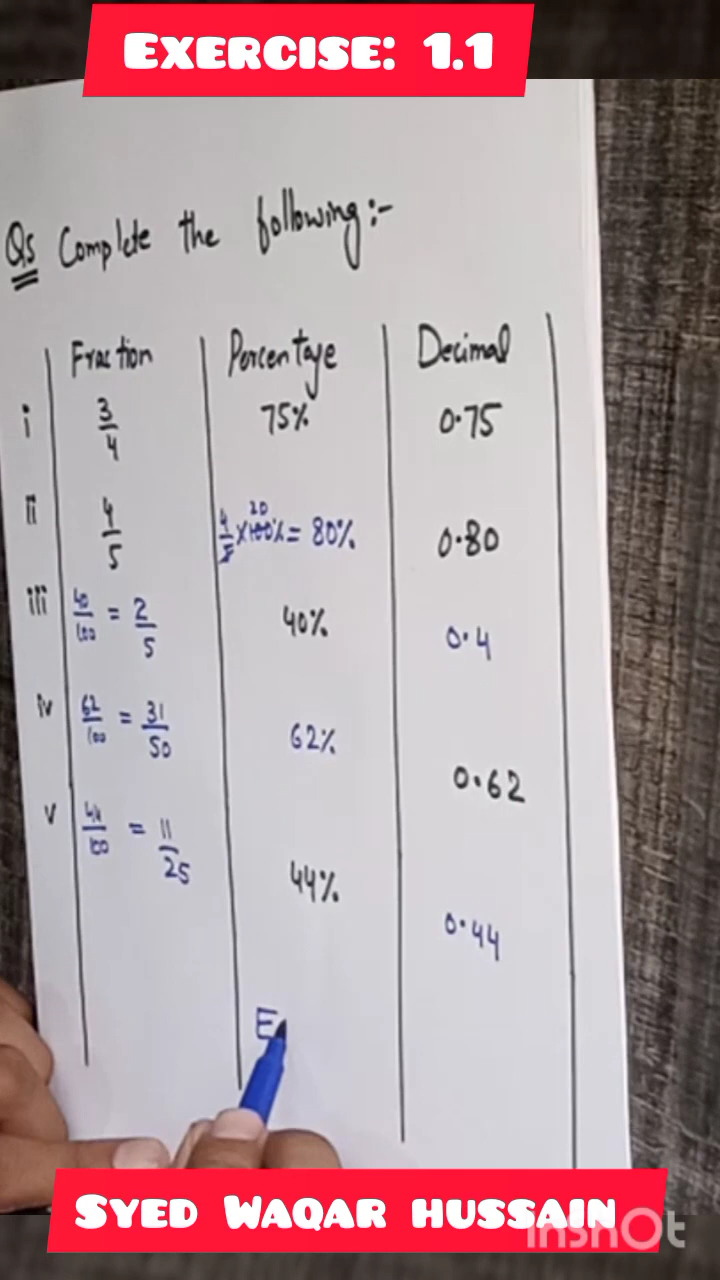 EXERCISE: 1.1
Q5 Complete the following:-
Fraction Percentage Decimal
i 3/4 75% 0.75
ii 4/5 4/5 × 100% 20 = 80% 0.80
iii 40/100 = 2/5 40% 0.4
iv 62/100 = 31/50 62% 0.62
v 44/100 = 11/25 44% 0.44
E
SYED WAQAR HUSSAIN
inshOt